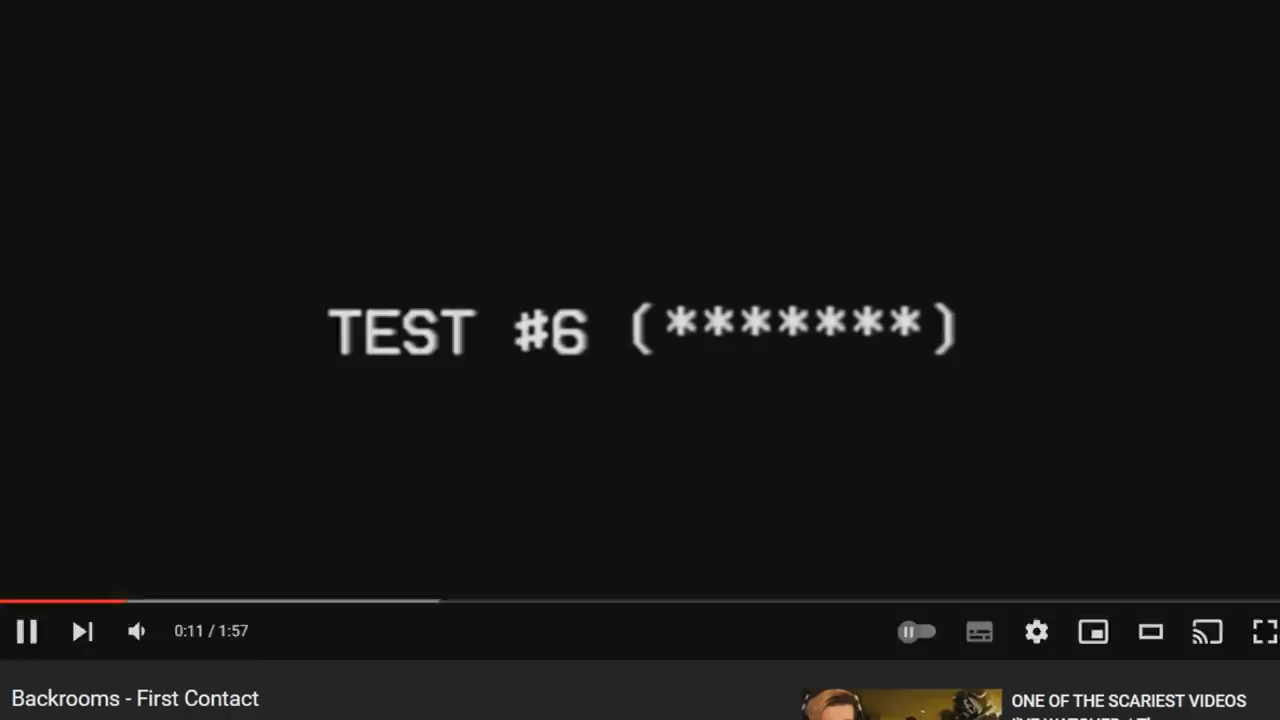 TEST #6 (*******)
0:11 / 1:57
Backrooms - First Contact
ONE OF THE SCARIEST VIDEOS